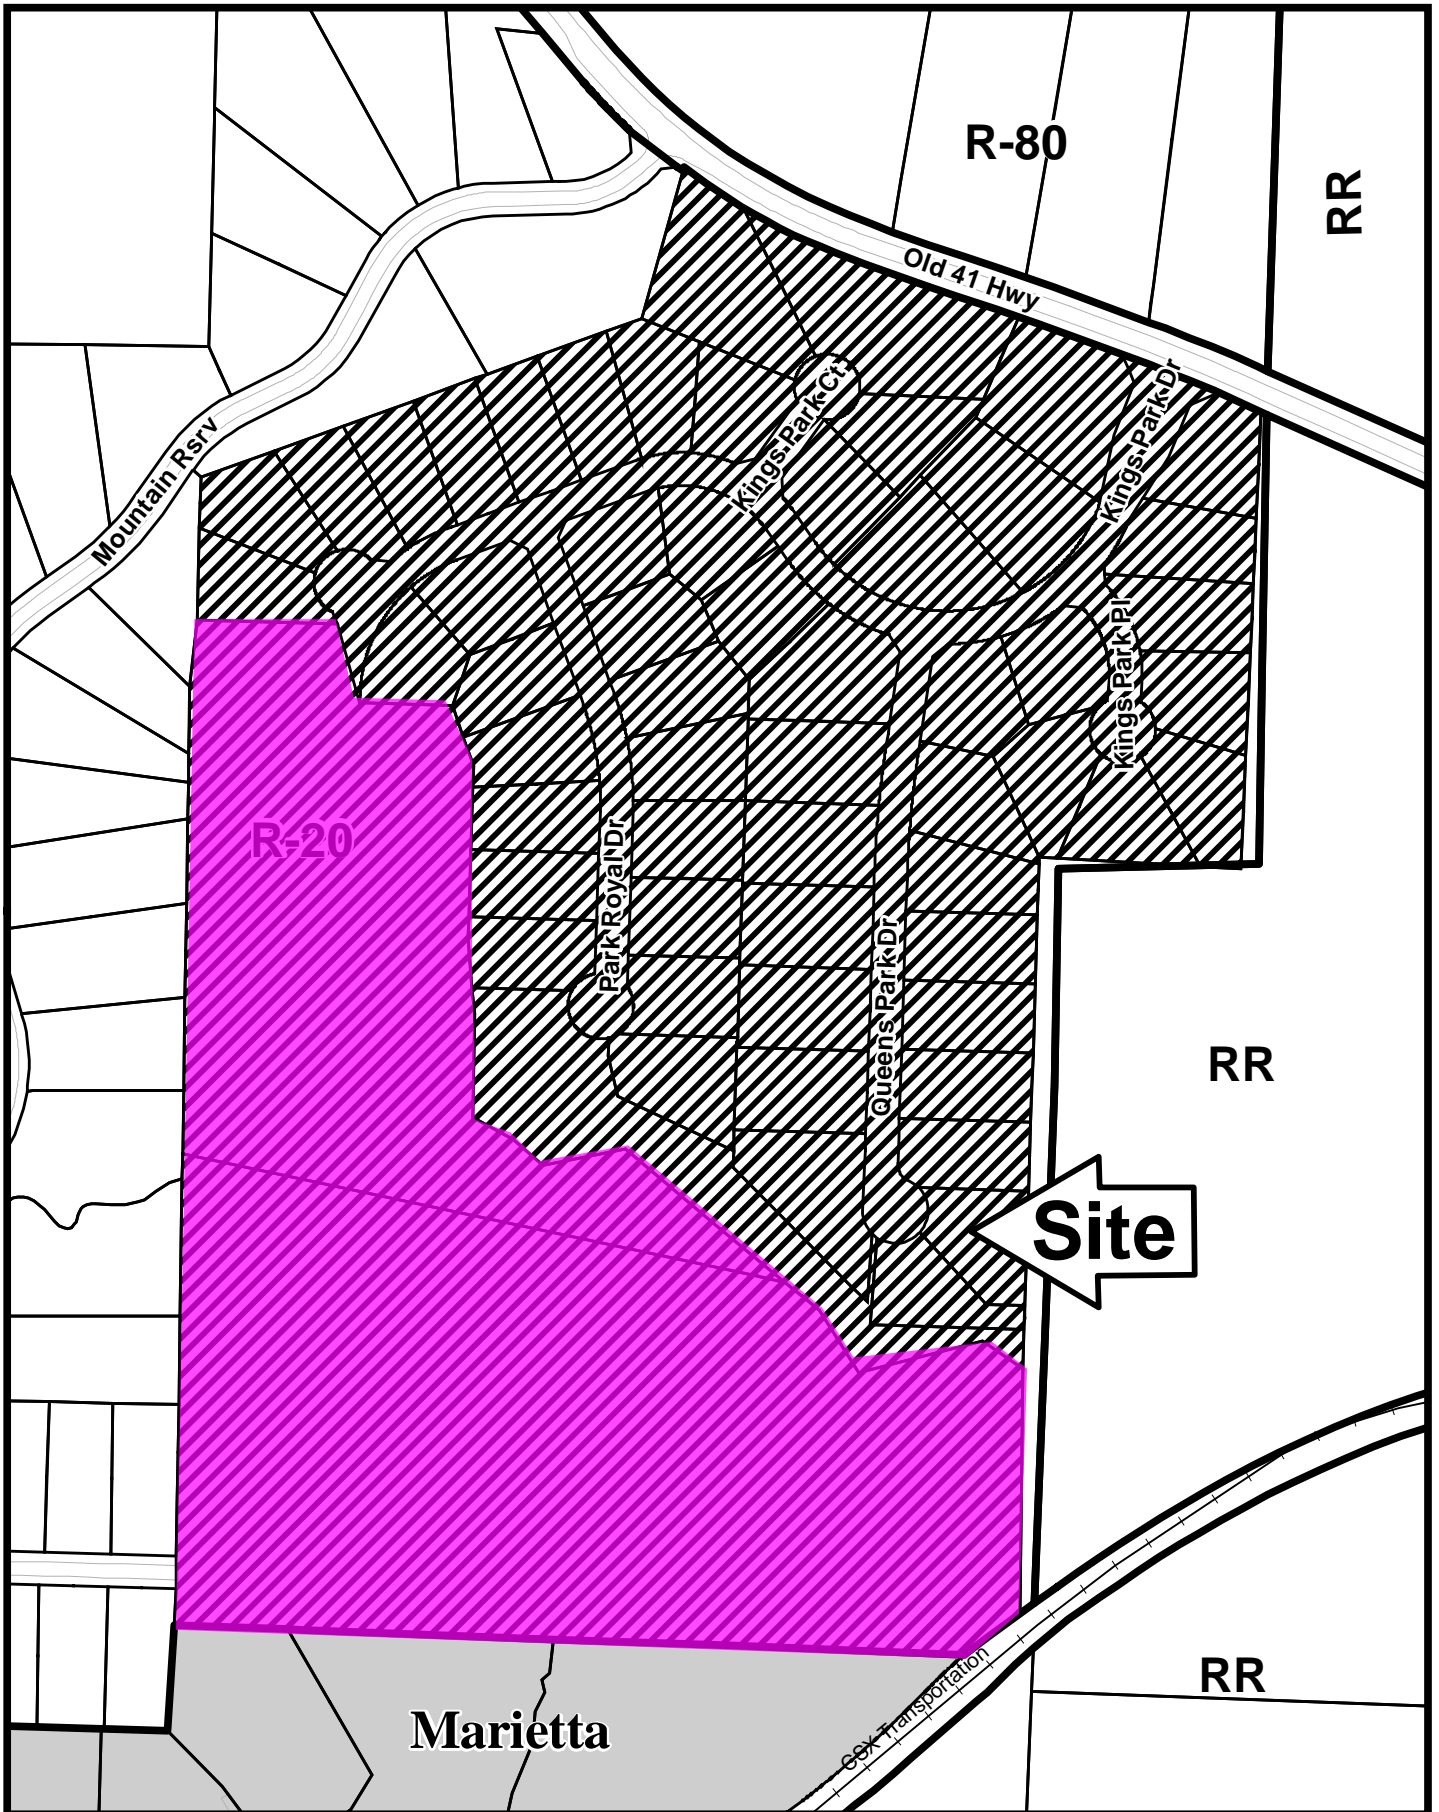 R-80
RR
Old 41 Hwy
Kings Park Ct
Kings Park Dr
Mountain Rsrv
Kings Park Pl
R-20
Park Royal Dr
Queens Park Dr
RR
Site
RR
CSX Transportation
Marietta